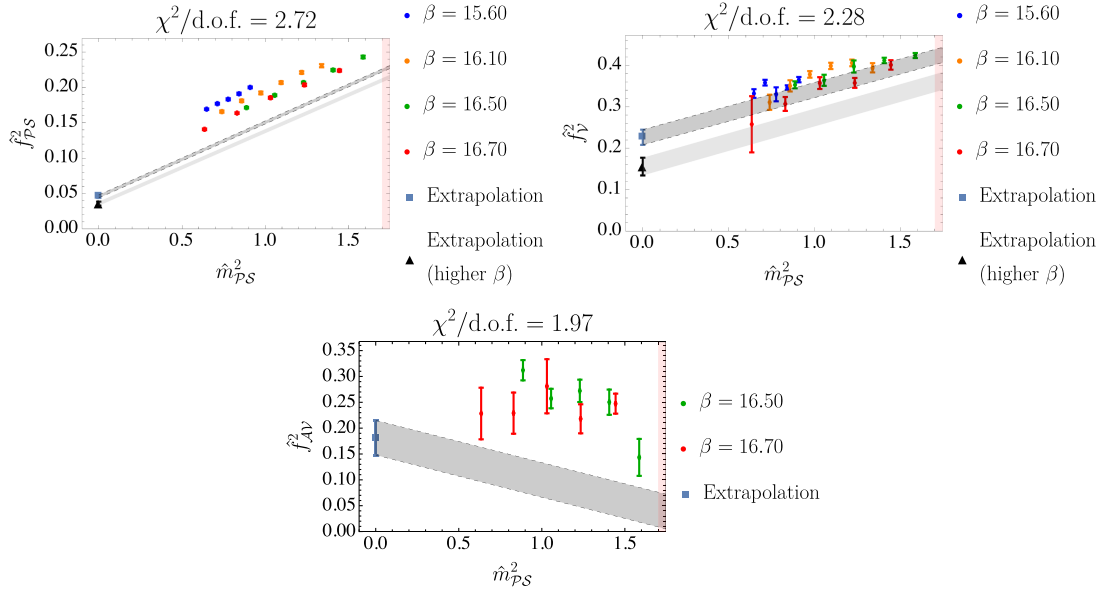 χ²/d.o.f. = 2.72
f̂²_𝒫𝒮
0.25
0.20
0.15
0.10
0.05
0.00
0.0 0.5 1.0 1.5
m̂²_𝒫𝒮
β = 15.60
β = 16.10
β = 16.50
β = 16.70
Extrapolation
Extrapolation
(higher β)
χ²/d.o.f. = 2.28
f̂²_𝒱
0.4
0.3
0.2
0.1
0.0
0.0 0.5 1.0 1.5
m̂²_𝒫𝒮
β = 15.60
β = 16.10
β = 16.50
β = 16.70
Extrapolation
Extrapolation
(higher β)
χ²/d.o.f. = 1.97
f̂²_𝒜𝒱
0.35
0.30
0.25
0.20
0.15
0.10
0.05
0.00
0.0 0.5 1.0 1.5
m̂²_𝒫𝒮
β = 16.50
β = 16.70
Extrapolation